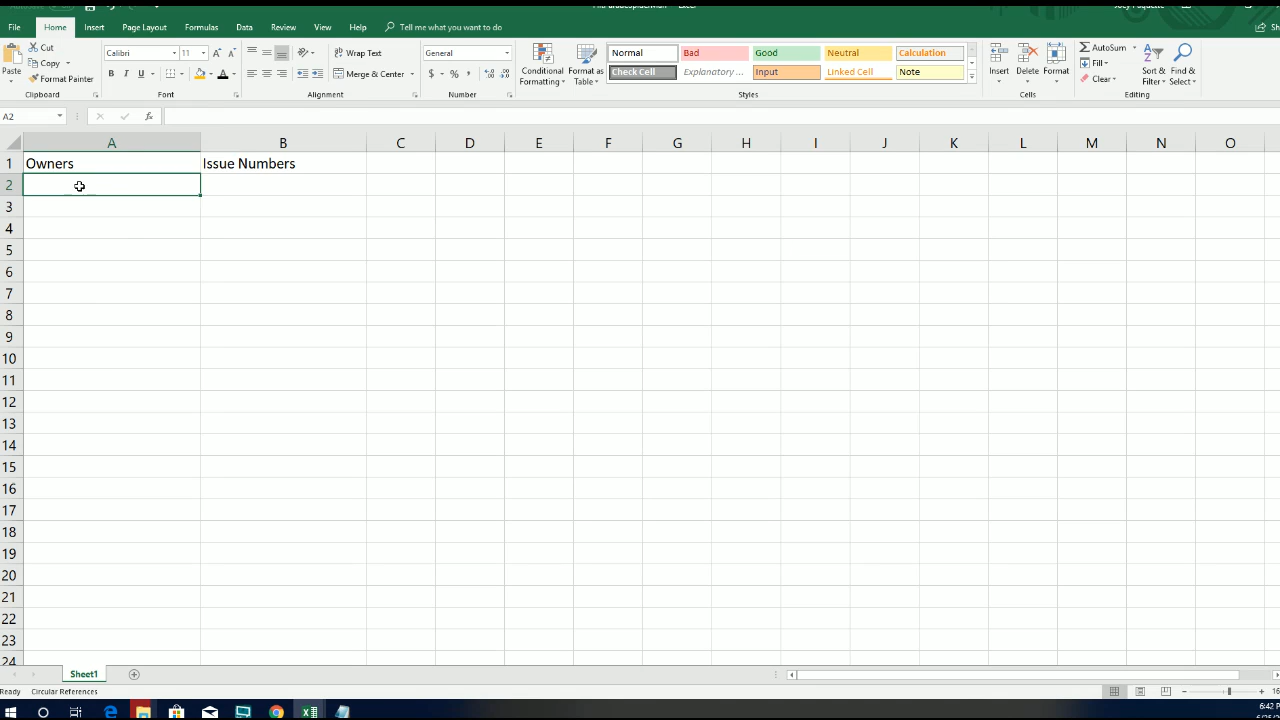 File Home Insert Page Layout Formulas Data Review View Help Tell me what you want to do
Cut
Copy
Format Painter
Paste
Clipboard
Calibri 11
B I U
Font
Wrap Text
Merge & Center
Alignment
General
$ % ,
Number
Conditional Formatting
Format as Table
Normal Bad Good Neutral Calculation
Check Cell Explanatory ... Input Linked Cell Note
Styles
Insert Delete Format
Cells
AutoSum
Fill
Clear
Sort & Filter
Find & Select
Editing
A2 fx
A B C D E F G H I J K L M N O
1 Owners Issue Numbers
2
3
4
5
6
7
8
9
10
11
12
13
14
15
16
17
18
19
20
21
22
23
24
Sheet1
Ready Circular References
6:42